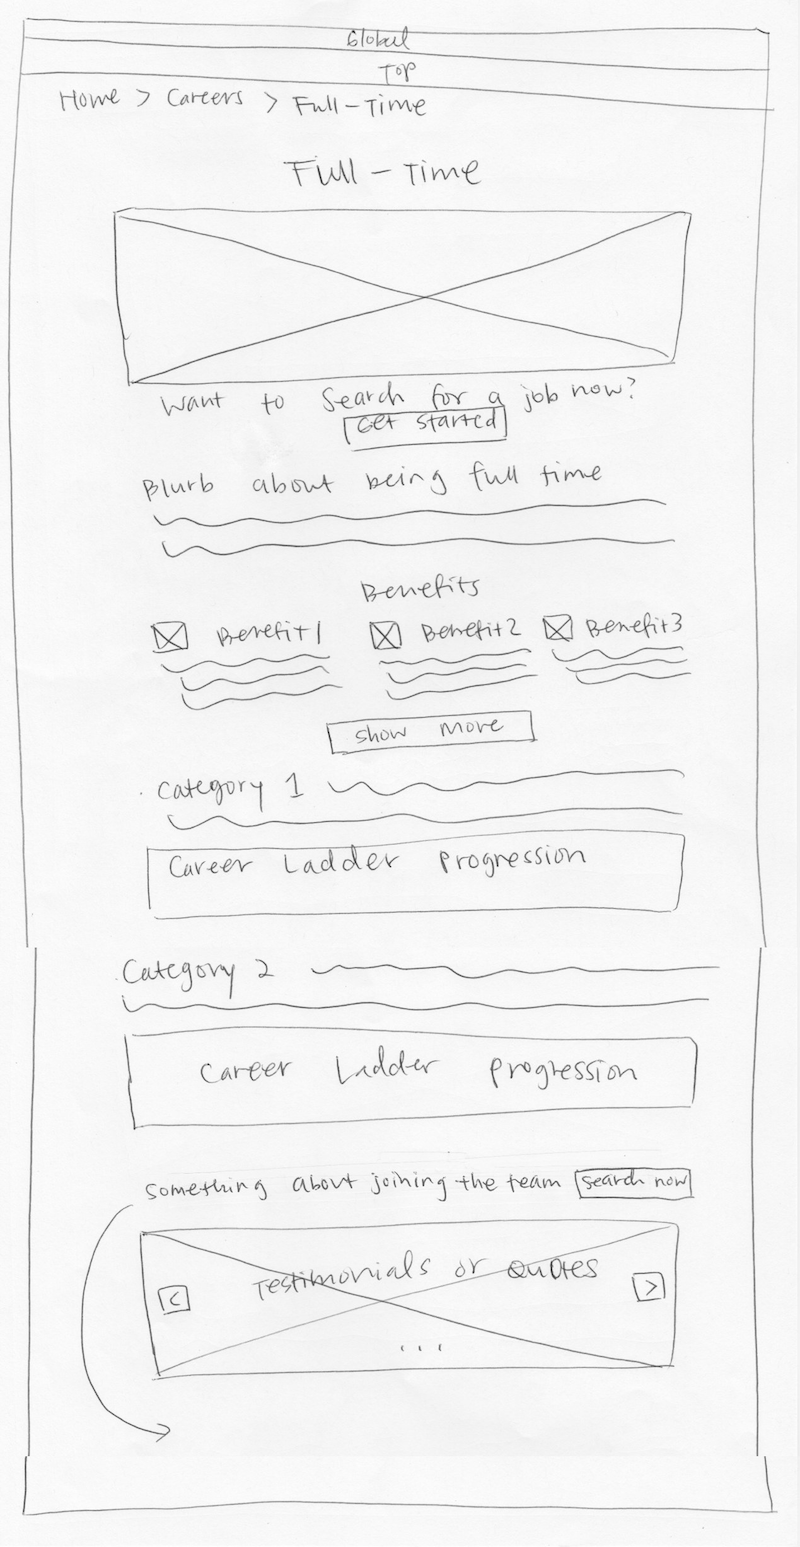 Global
Top
Home > Careers > Full-Time
Full-Time
Want to search for a job now?
Get started
Blurb about being full time
Benefits
Benefit 1 Benefit 2 Benefit 3
show more
Category 1
Career Ladder Progression
Category 2
Career Ladder Progression
something about joining the team search now
Testimonials or Quotes
< >
...